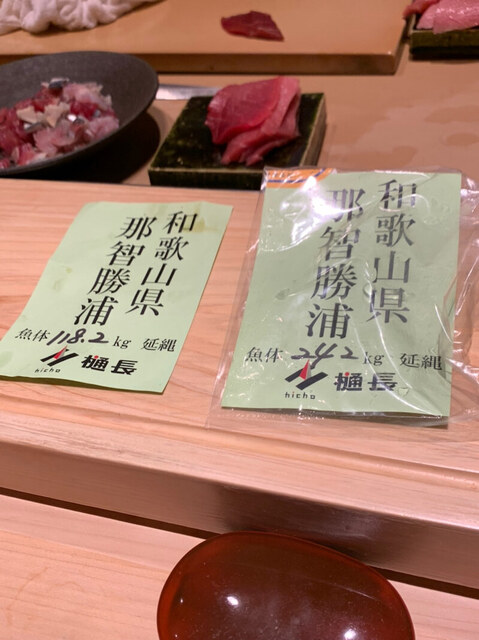 和歌山県
那智勝浦
魚体 118.2 kg 延縄
hicho 樋長
和歌山県
那智勝浦
魚体 242 kg 延縄
hicho 樋長